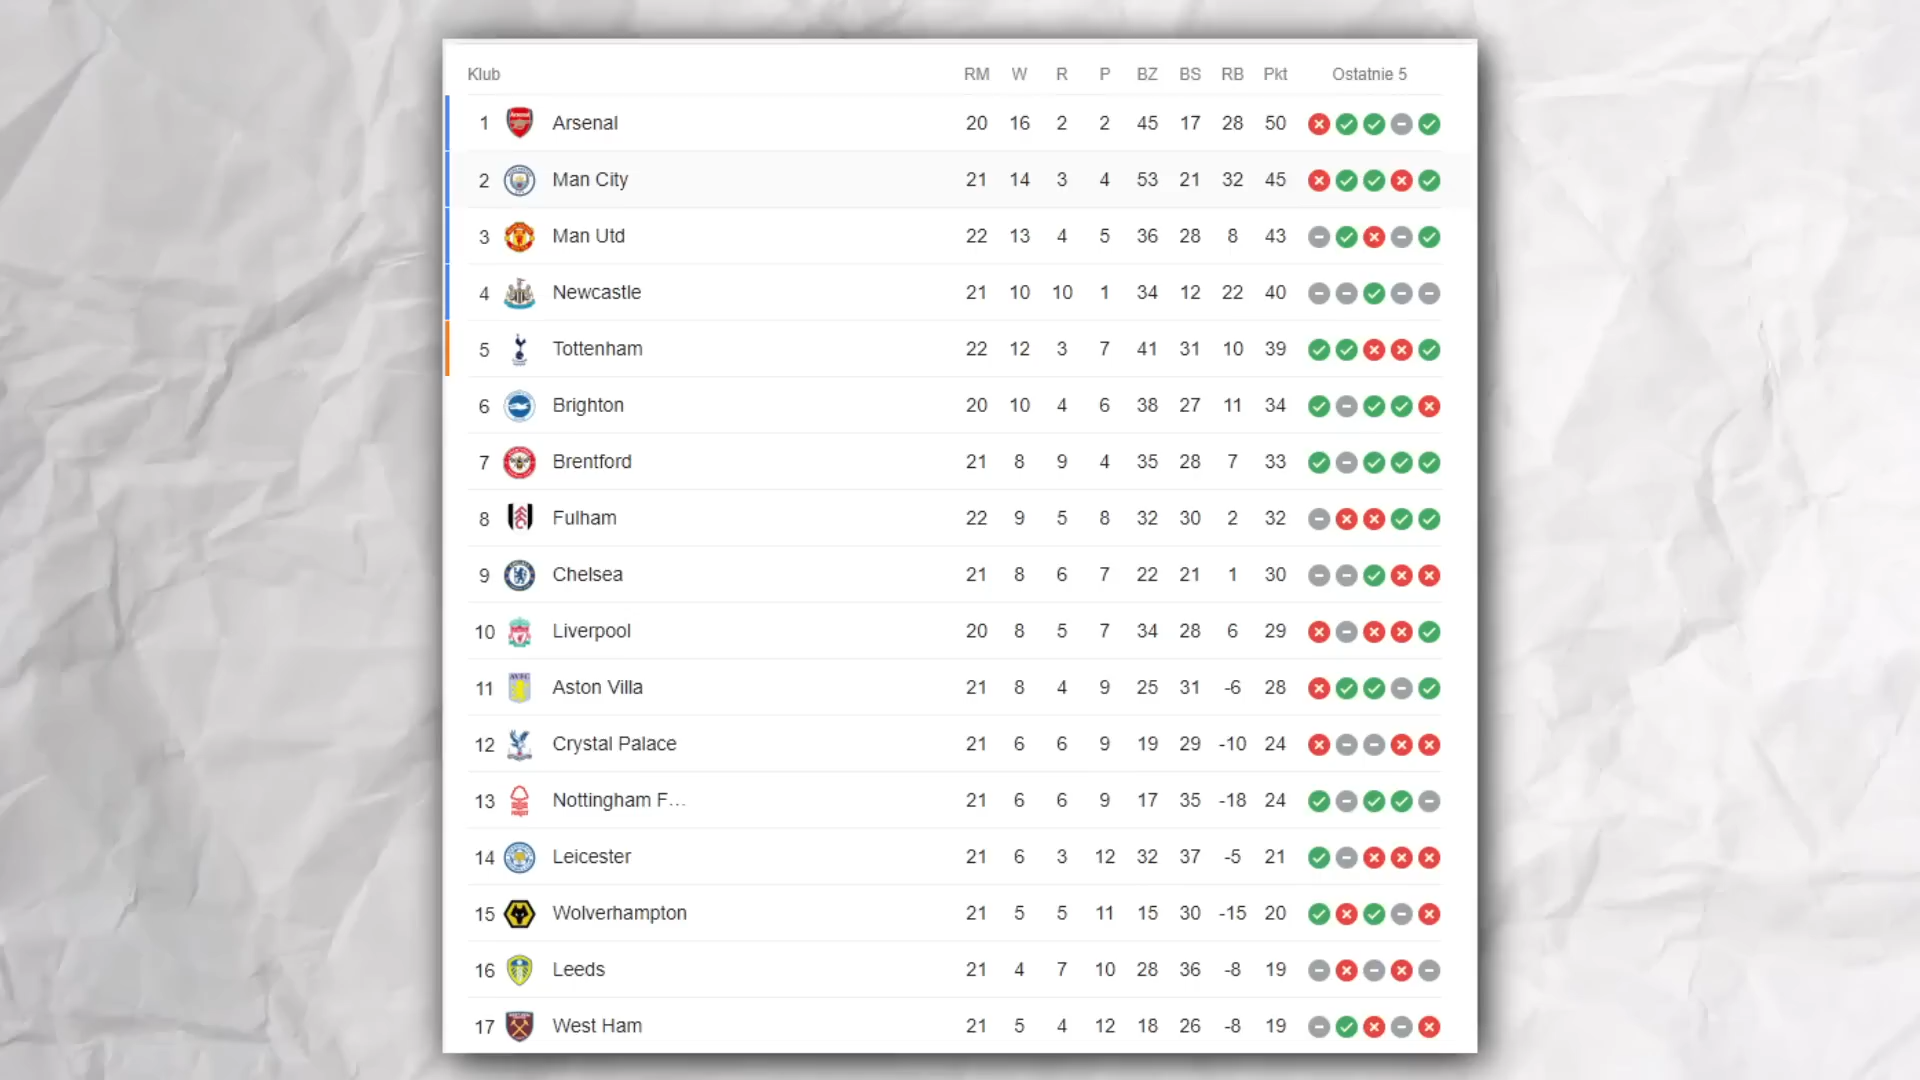 Klub RM W R P BZ BS RB Pkt Ostatnie 5
1 Arsenal 20 16 2 2 45 17 28 50
2 Man City 21 14 3 4 53 21 32 45
3 Man Utd 22 13 4 5 36 28 8 43
4 Newcastle 21 10 10 1 34 12 22 40
5 Tottenham 22 12 3 7 41 31 10 39
6 Brighton 20 10 4 6 38 27 11 34
7 Brentford 21 8 9 4 35 28 7 33
8 Fulham 22 9 5 8 32 30 2 32
9 Chelsea 21 8 6 7 22 21 1 30
10 Liverpool 20 8 5 7 34 28 6 29
11 Aston Villa 21 8 4 9 25 31 -6 28
12 Crystal Palace 21 6 6 9 19 29 -10 24
13 Nottingham F... 21 6 6 9 17 35 -18 24
14 Leicester 21 6 3 12 32 37 -5 21
15 Wolverhampton 21 5 5 11 15 30 -15 20
16 Leeds 21 4 7 10 28 36 -8 19
17 West Ham 21 5 4 12 18 26 -8 19